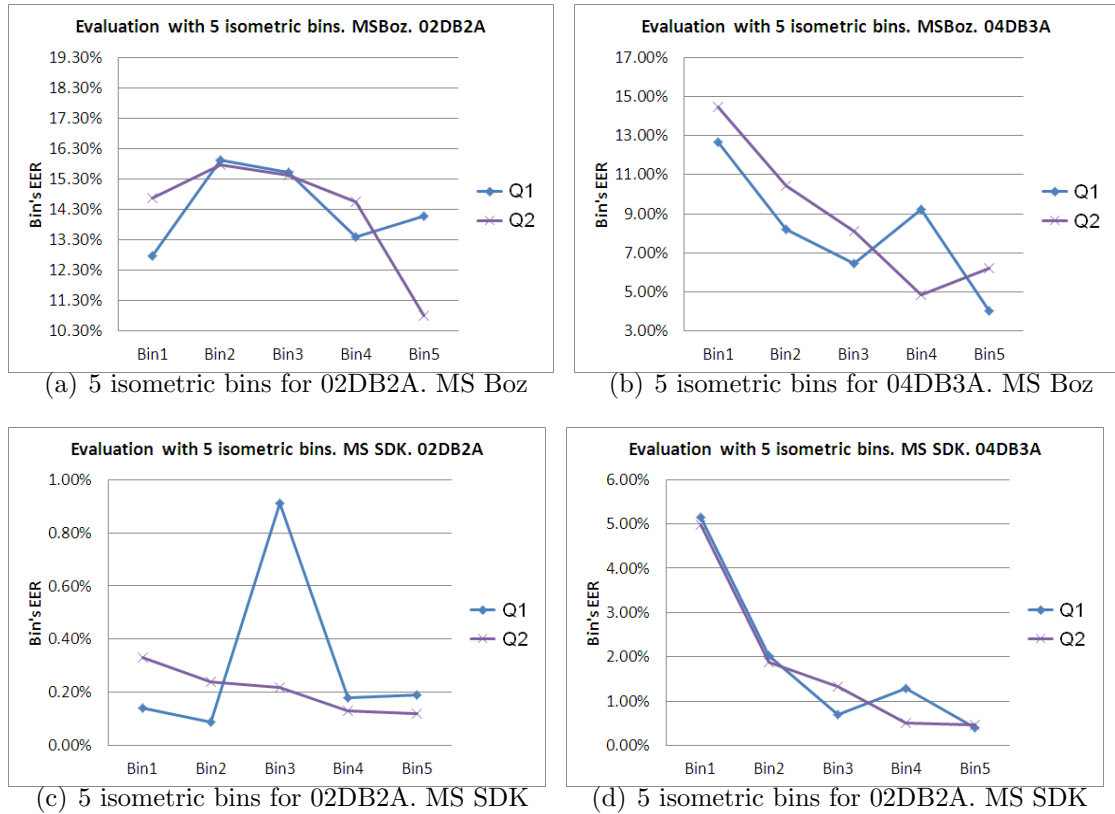 Evaluation with 5 isometric bins. MSBoz. 02DB2A
19.30%
18.30%
17.30%
16.30%
15.30%
14.30%
13.30%
12.30%
11.30%
10.30%
Bin's EER
Bin1 Bin2 Bin3 Bin4 Bin5
Q1
Q2
(a) 5 isometric bins for 02DB2A. MS Boz
Evaluation with 5 isometric bins. MSBoz. 04DB3A
17.00%
15.00%
13.00%
11.00%
9.00%
7.00%
5.00%
3.00%
Bin's EER
Bin1 Bin2 Bin3 Bin4 Bin5
Q1
Q2
(b) 5 isometric bins for 04DB3A. MS Boz
Evaluation with 5 isometric bins. MS SDK. 02DB2A
1.00%
0.80%
0.60%
0.40%
0.20%
0.00%
Bin's EER
Bin1 Bin2 Bin3 Bin4 Bin5
Q1
Q2
(c) 5 isometric bins for 02DB2A. MS SDK
Evaluation with 5 isometric bins. MS SDK. 04DB3A
6.00%
5.00%
4.00%
3.00%
2.00%
1.00%
0.00%
Bin's EER
Bin1 Bin2 Bin3 Bin4 Bin5
Q1
Q2
(d) 5 isometric bins for 02DB2A. MS SDK